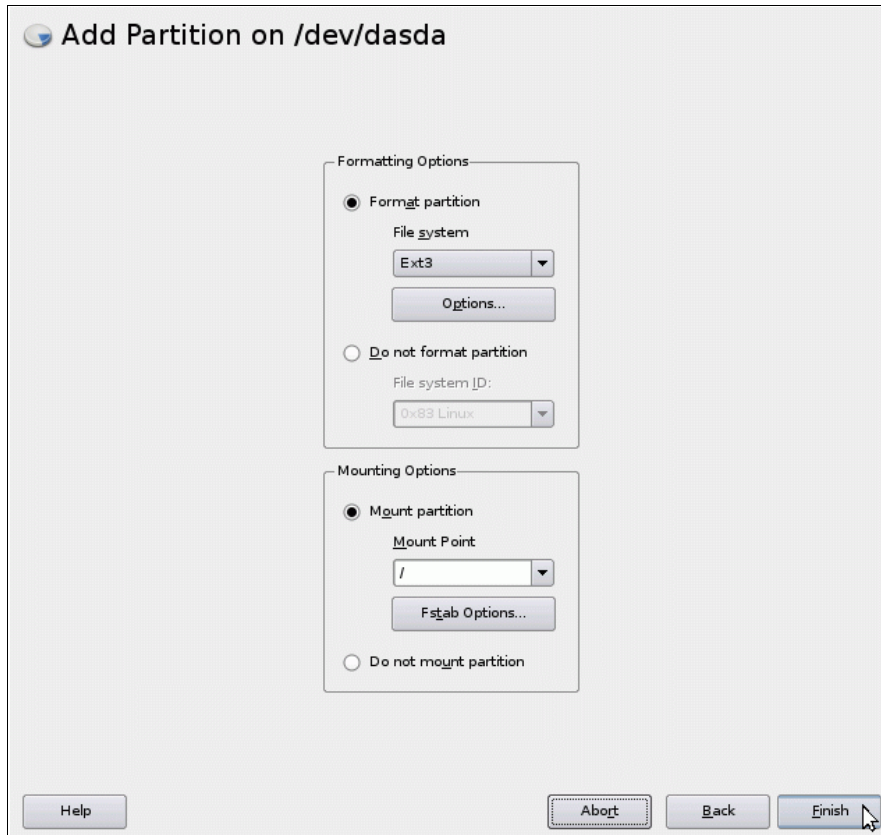 Add Partition on /dev/dasda
Formatting Options
Format partition
File system
Ext3
Options...
Do not format partition
File system ID:
0x83 Linux
Mounting Options
Mount partition
Mount Point
/
Fstab Options...
Do not mount partition
Help
Abort
Back
Finish